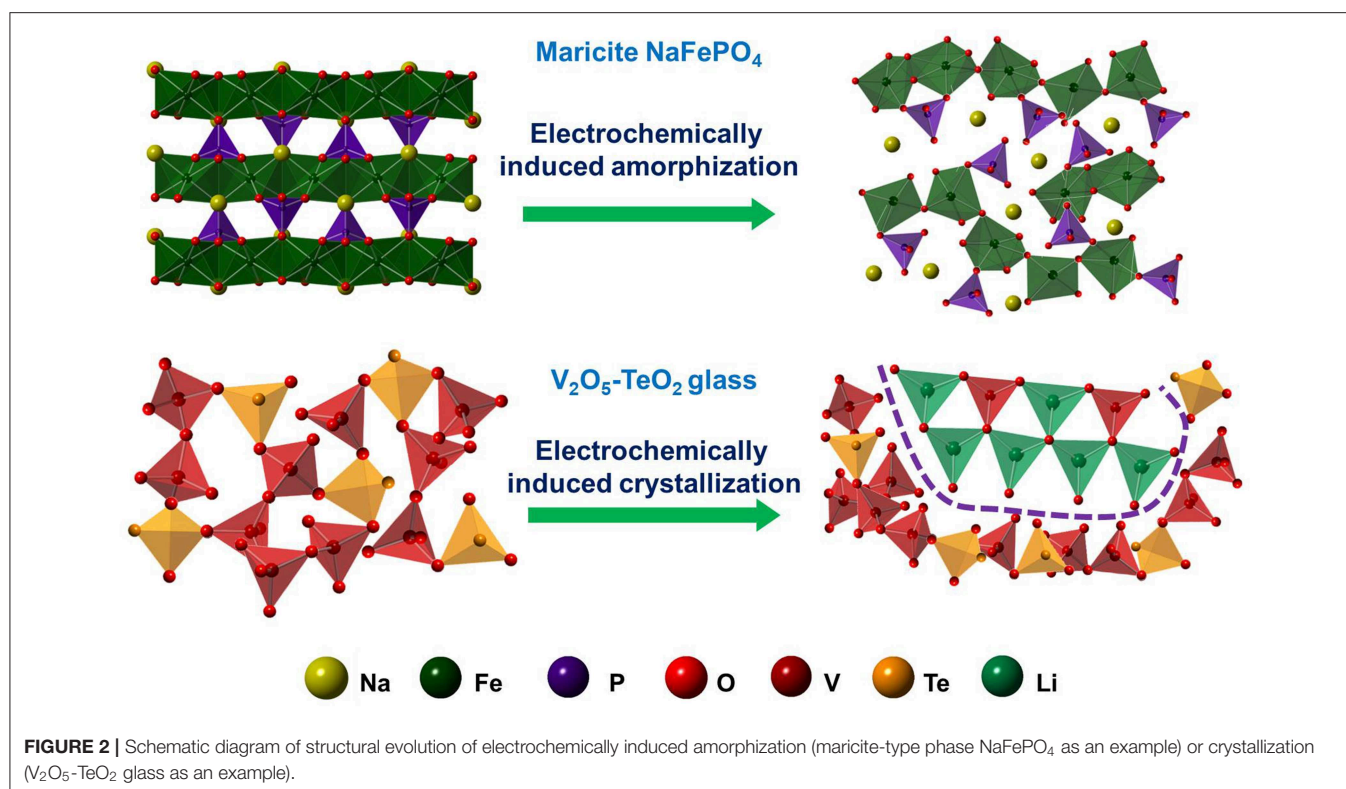 Maricite NaFePO₄
Electrochemically
induced amorphization
V₂O₅-TeO₂ glass
Electrochemically
induced crystallization
Na Fe P O V Te Li
FIGURE 2 | Schematic diagram of structural evolution of electrochemically induced amorphization (maricite-type phase NaFePO₄ as an example) or crystallization
(V₂O₅-TeO₂ glass as an example).